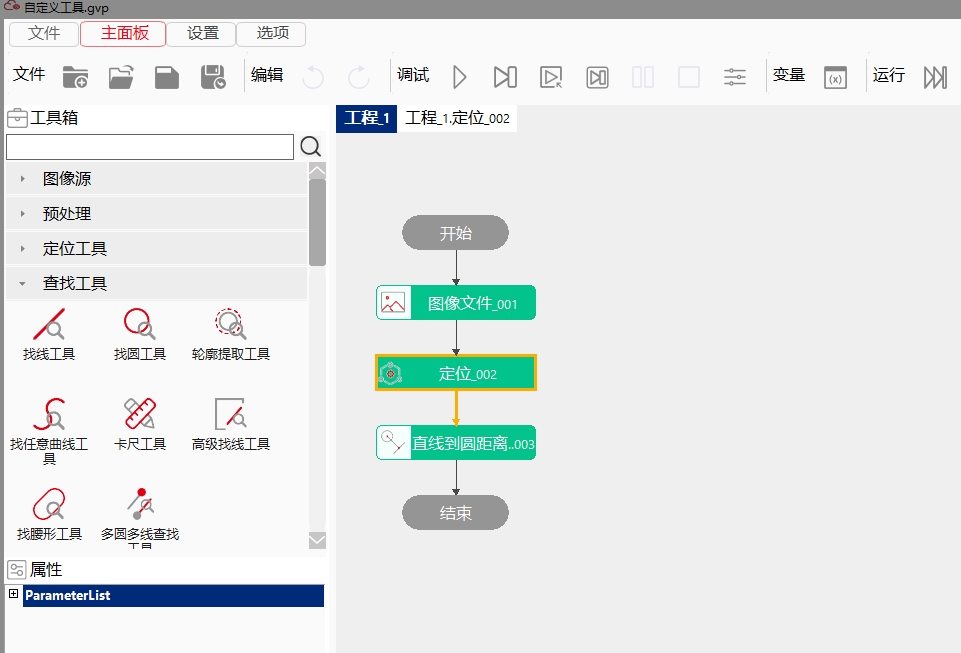 自定义工具.gvp
文件 主面板 设置 选项
文件 编辑 调试 变量 (x) 运行
工具箱
工程_1 工程_1.定位_002
图像源
预处理
定位工具
查找工具
找线工具 找圆工具 轮廓提取工具
找任意曲线工
具
卡尺工具 高级找线工具
找腰形工具 多圆多线查找
开始
图像文件_001
定位_002
直线到圆距离..003
结束
属性
ParameterList